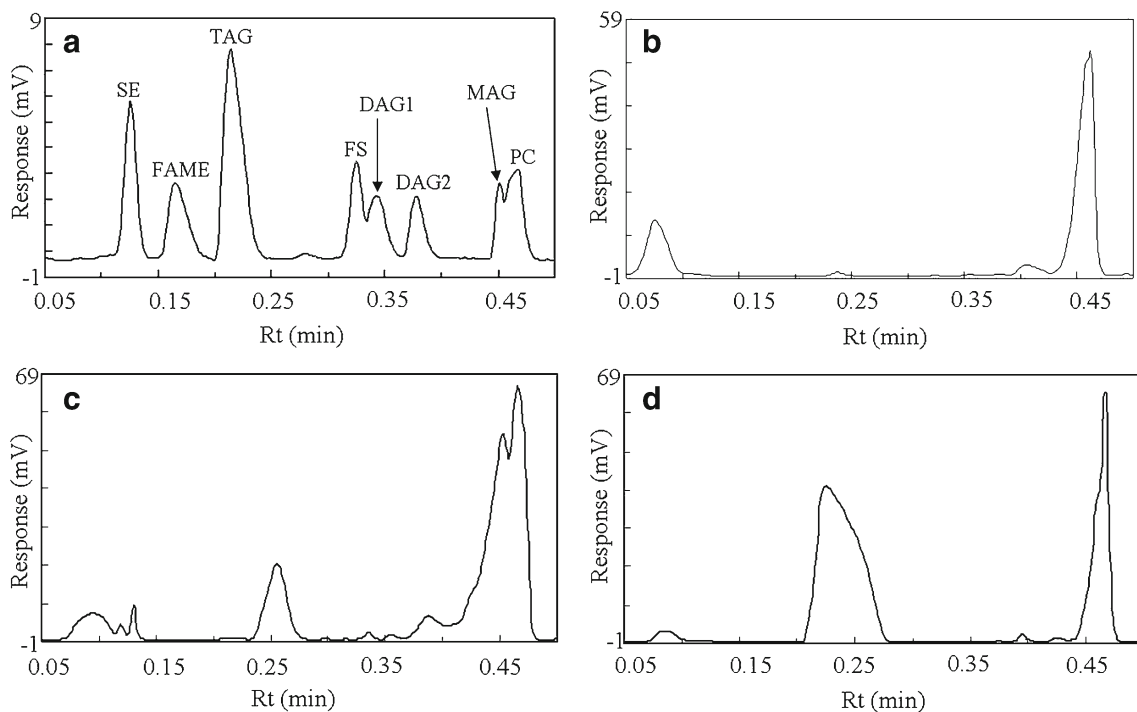 a
9
Response (mV)
-1
SE
FAME
TAG
FS
DAG1
DAG2
MAG
PC
0.05 0.15 0.25 0.35 0.45
Rt (min)
b
59
Response (mV)
-1
0.05 0.15 0.25 0.35 0.45
Rt (min)
c
69
Response (mV)
-1
0.05 0.15 0.25 0.35 0.45
Rt (min)
d
69
Response (mV)
-1
0.05 0.15 0.25 0.35 0.45
Rt (min)